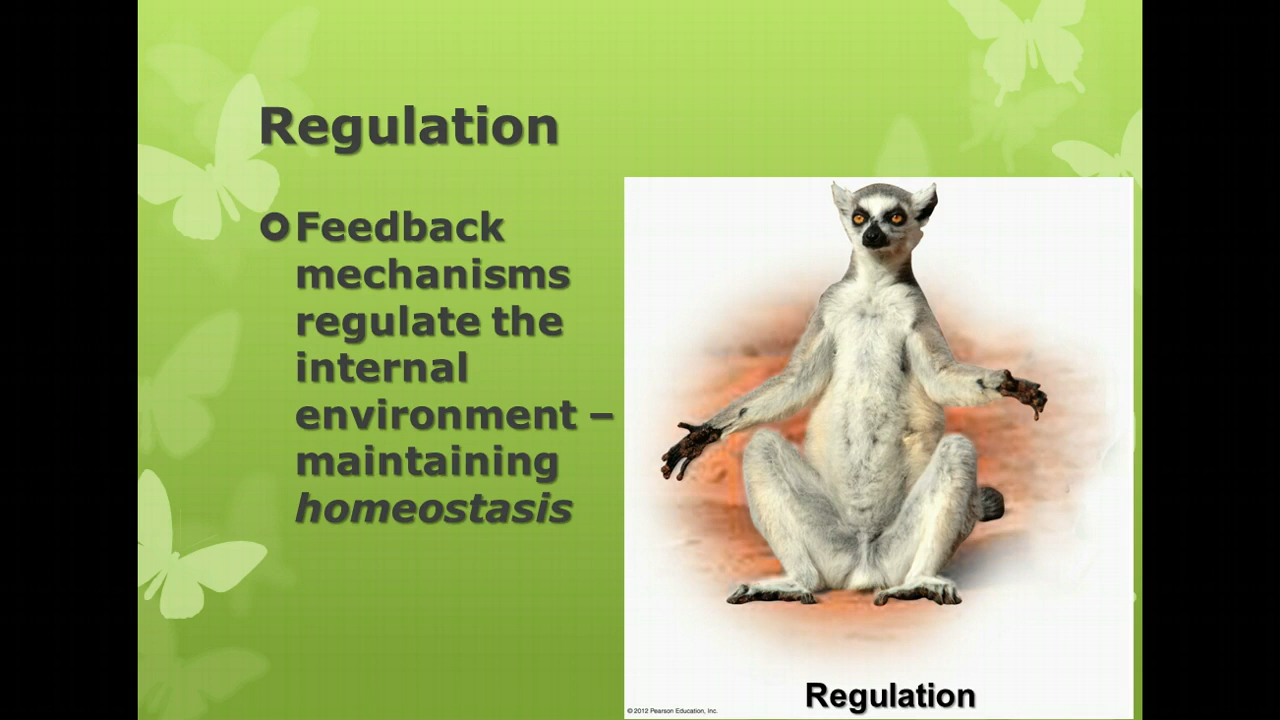 Regulation
Feedback
mechanisms
regulate the
internal
environment –
maintaining
homeostasis
Regulation
© 2012 Pearson Education, Inc.